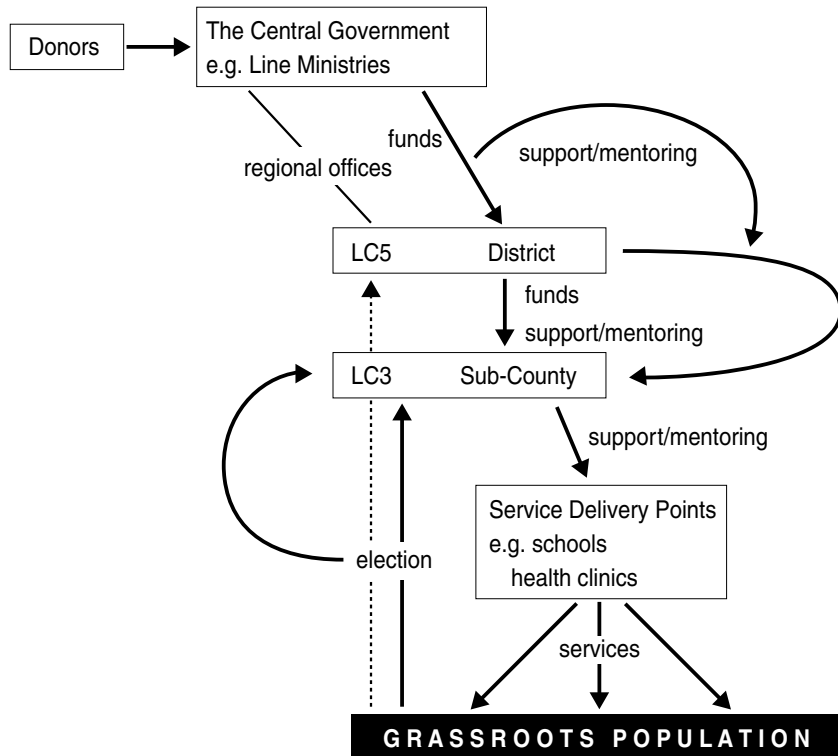 Donors
The Central Government
e.g. Line Ministries
funds
support/mentoring
regional offices
LC5 District
funds
support/mentoring
LC3 Sub-County
support/mentoring
Service Delivery Points
e.g. schools
health clinics
election
services
GRASSROOTS POPULATION